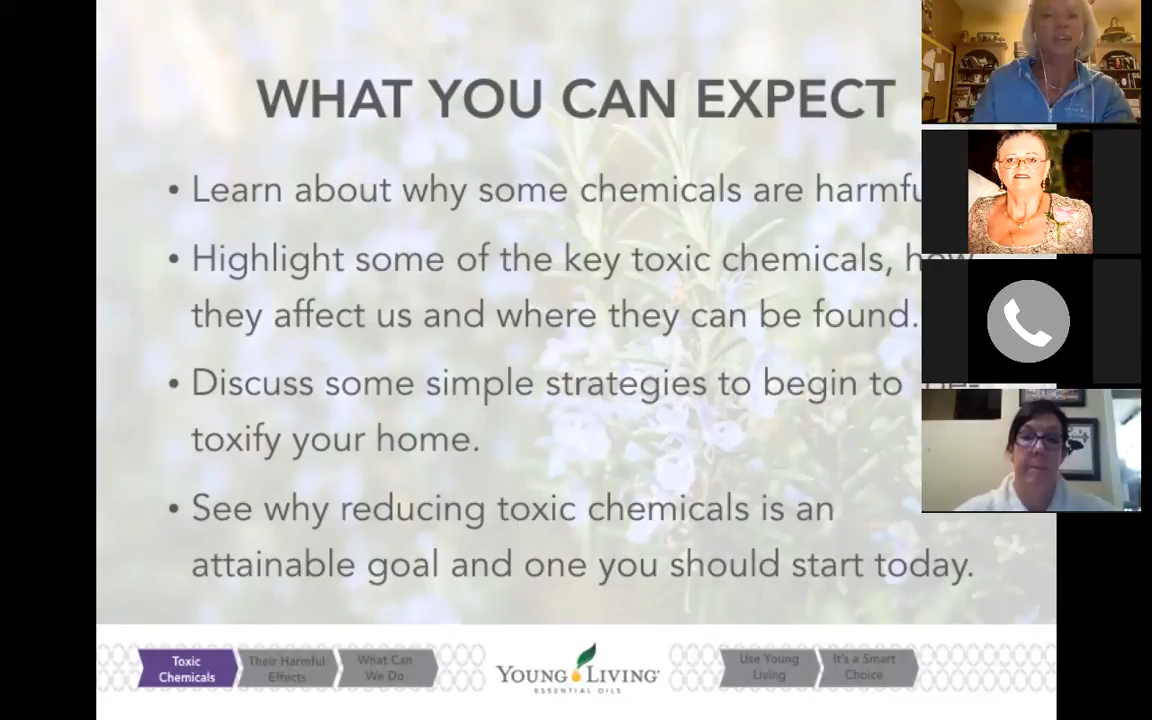 WHAT YOU CAN EXPECT
• Learn about why some chemicals are
• Highlight some of the key toxic chemicals,
they affect us and where they can be found.
• Discuss some simple strategies to begin to
toxify your home.
• See why reducing toxic chemicals is an
attainable goal and one you should start today.
Toxic
Chemicals
Their Harmful
Effects
What Can
We Do
YOUNG LIVING
ESSENTIAL OILS
Use Young
Living
It's a Smart
Choice